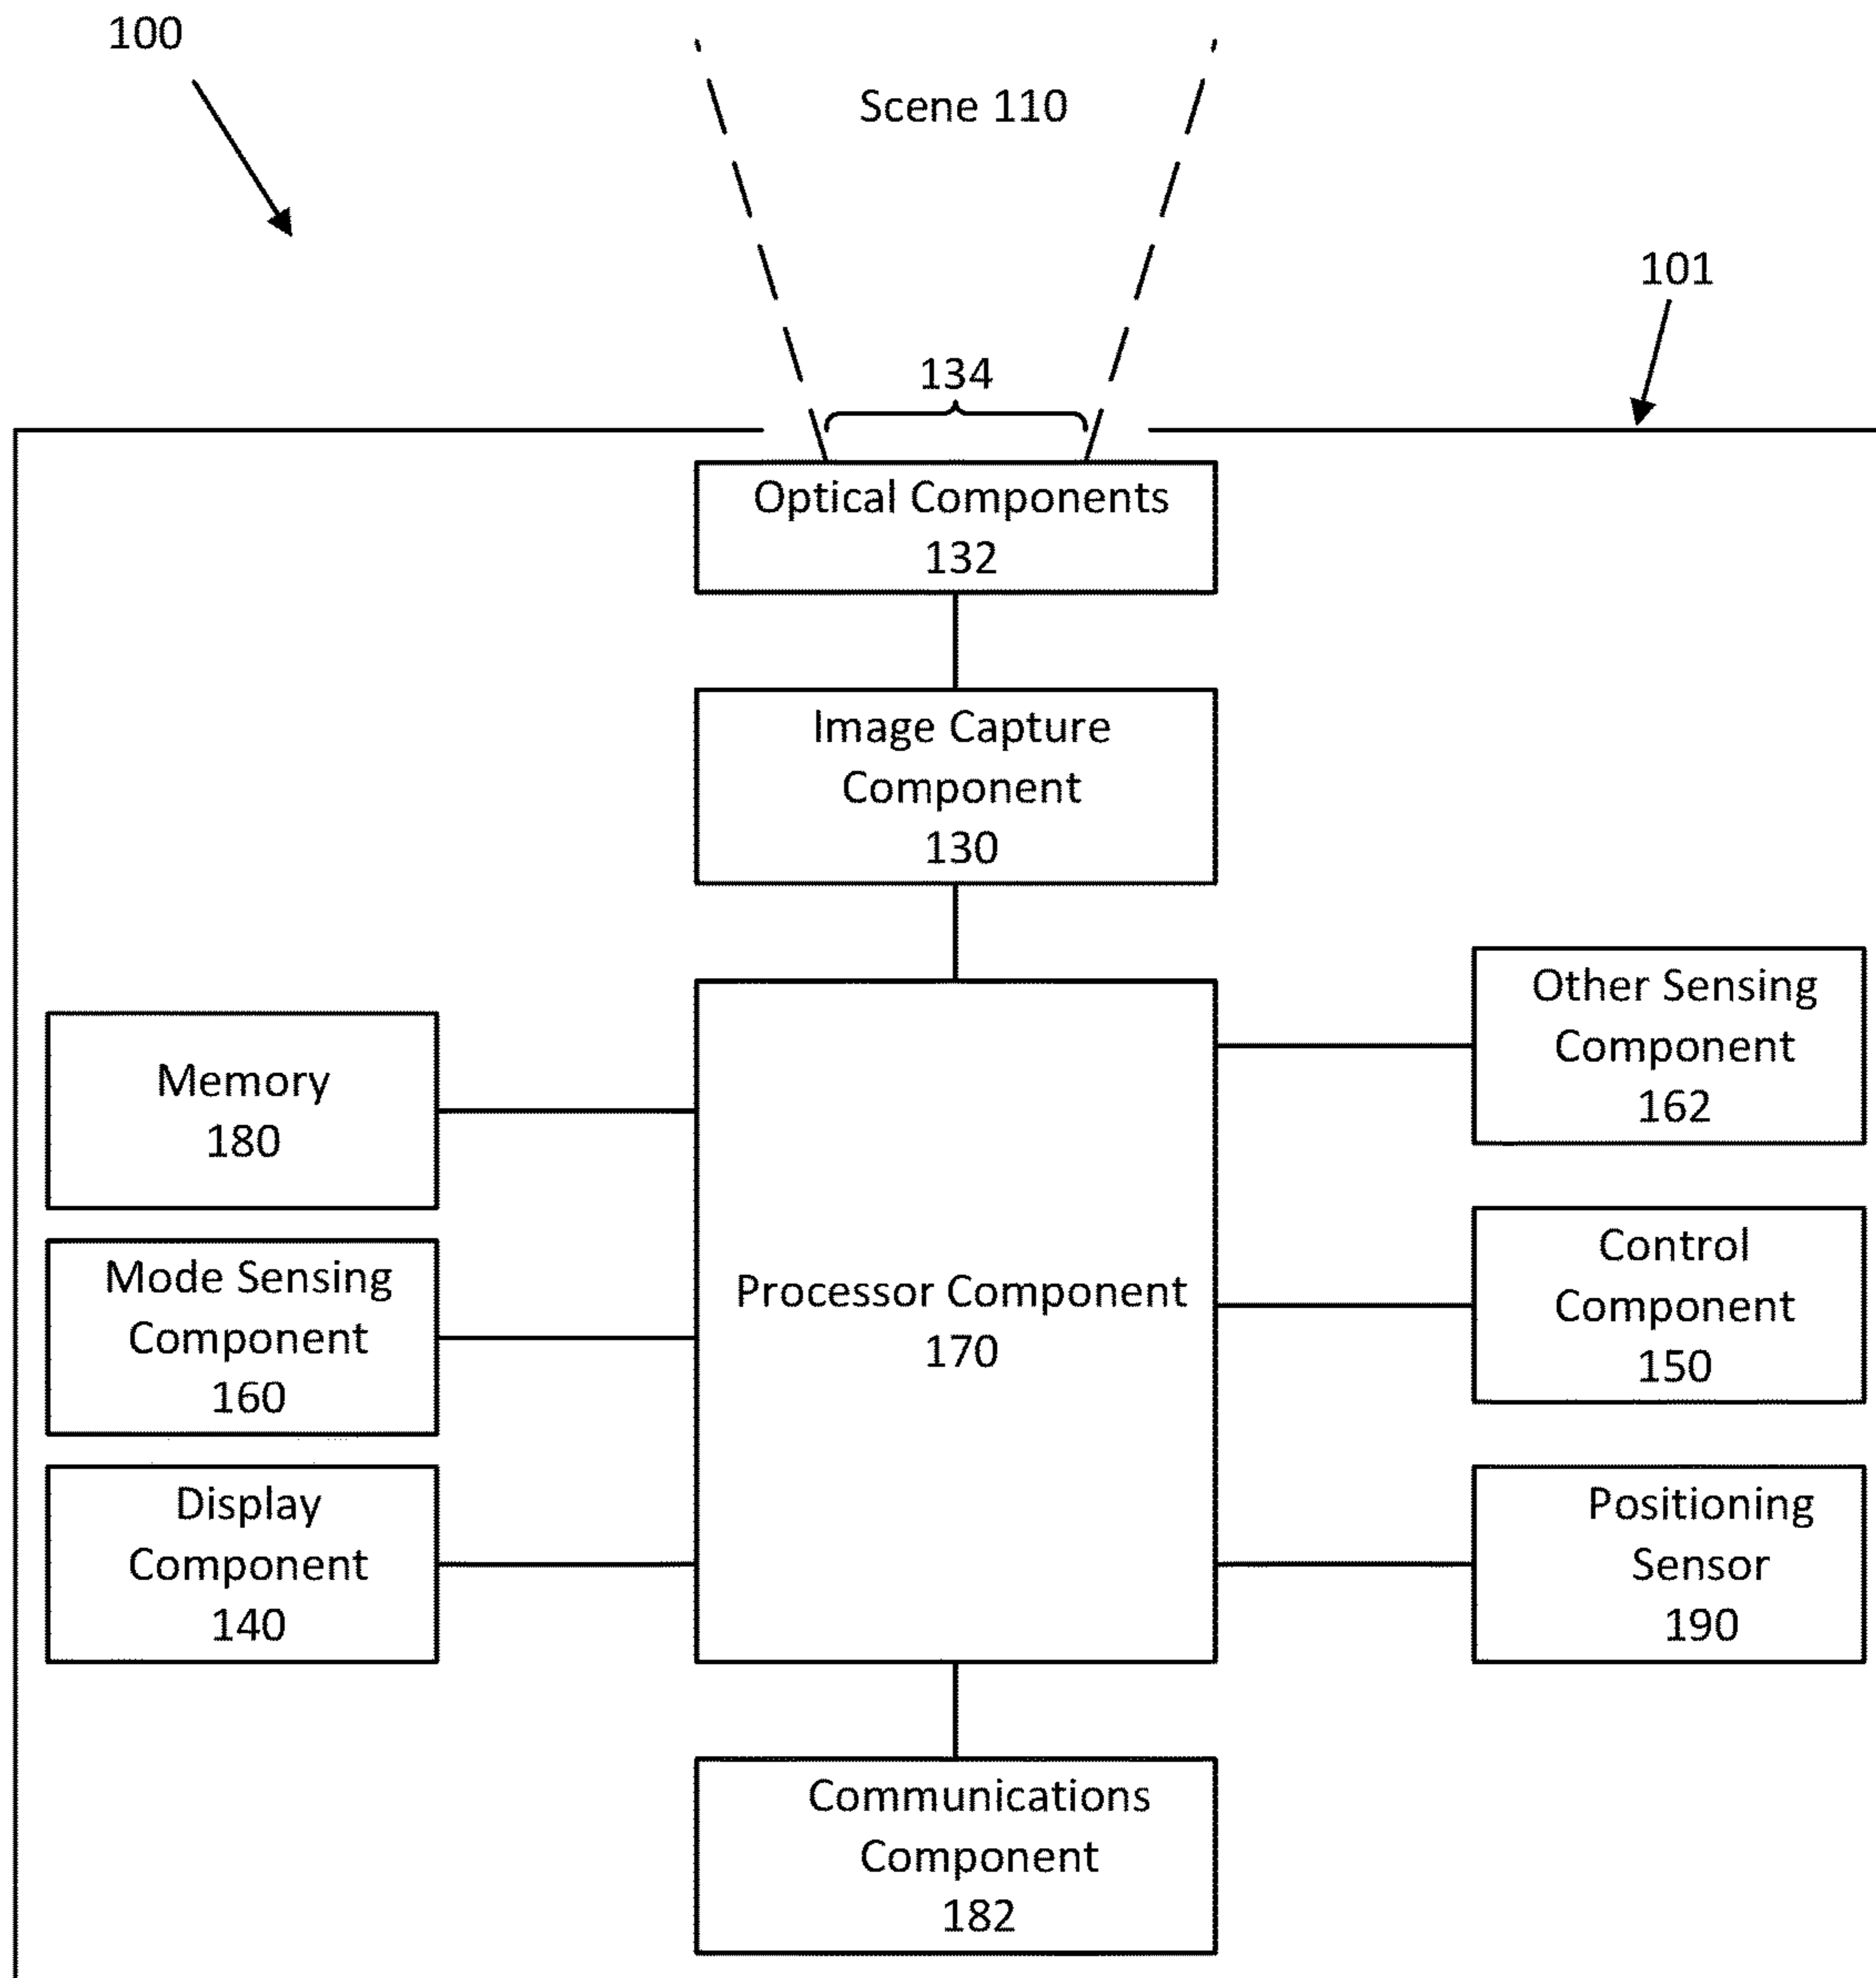 100
Scene 110
101
134
Optical Components
132
Image Capture
Component
130
Other Sensing
Component
162
Memory
180
Control
Component
150
Mode Sensing
Component
160
Processor Component
170
Display
Component
140
Positioning
Sensor
190
Communications
Component
182